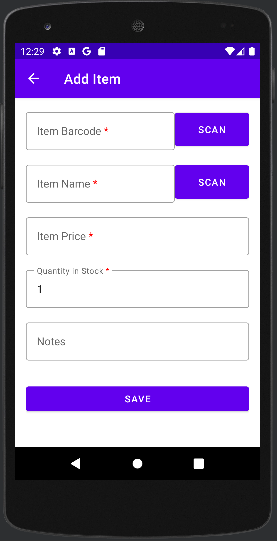 12:29
Add Item
Item Barcode *
SCAN
Item Name *
SCAN
Item Price *
Quantity In Stock *
1
Notes
SAVE